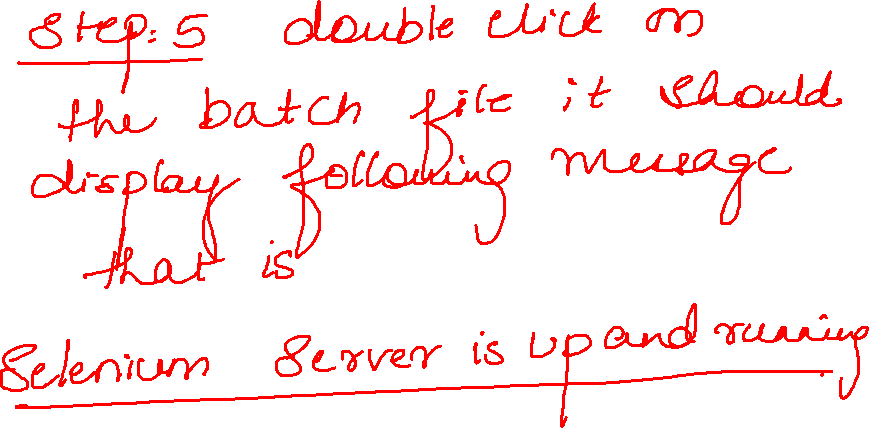 Step: 5 double click on
the batch file it should
display following message
that is
Selenium Server is up and running